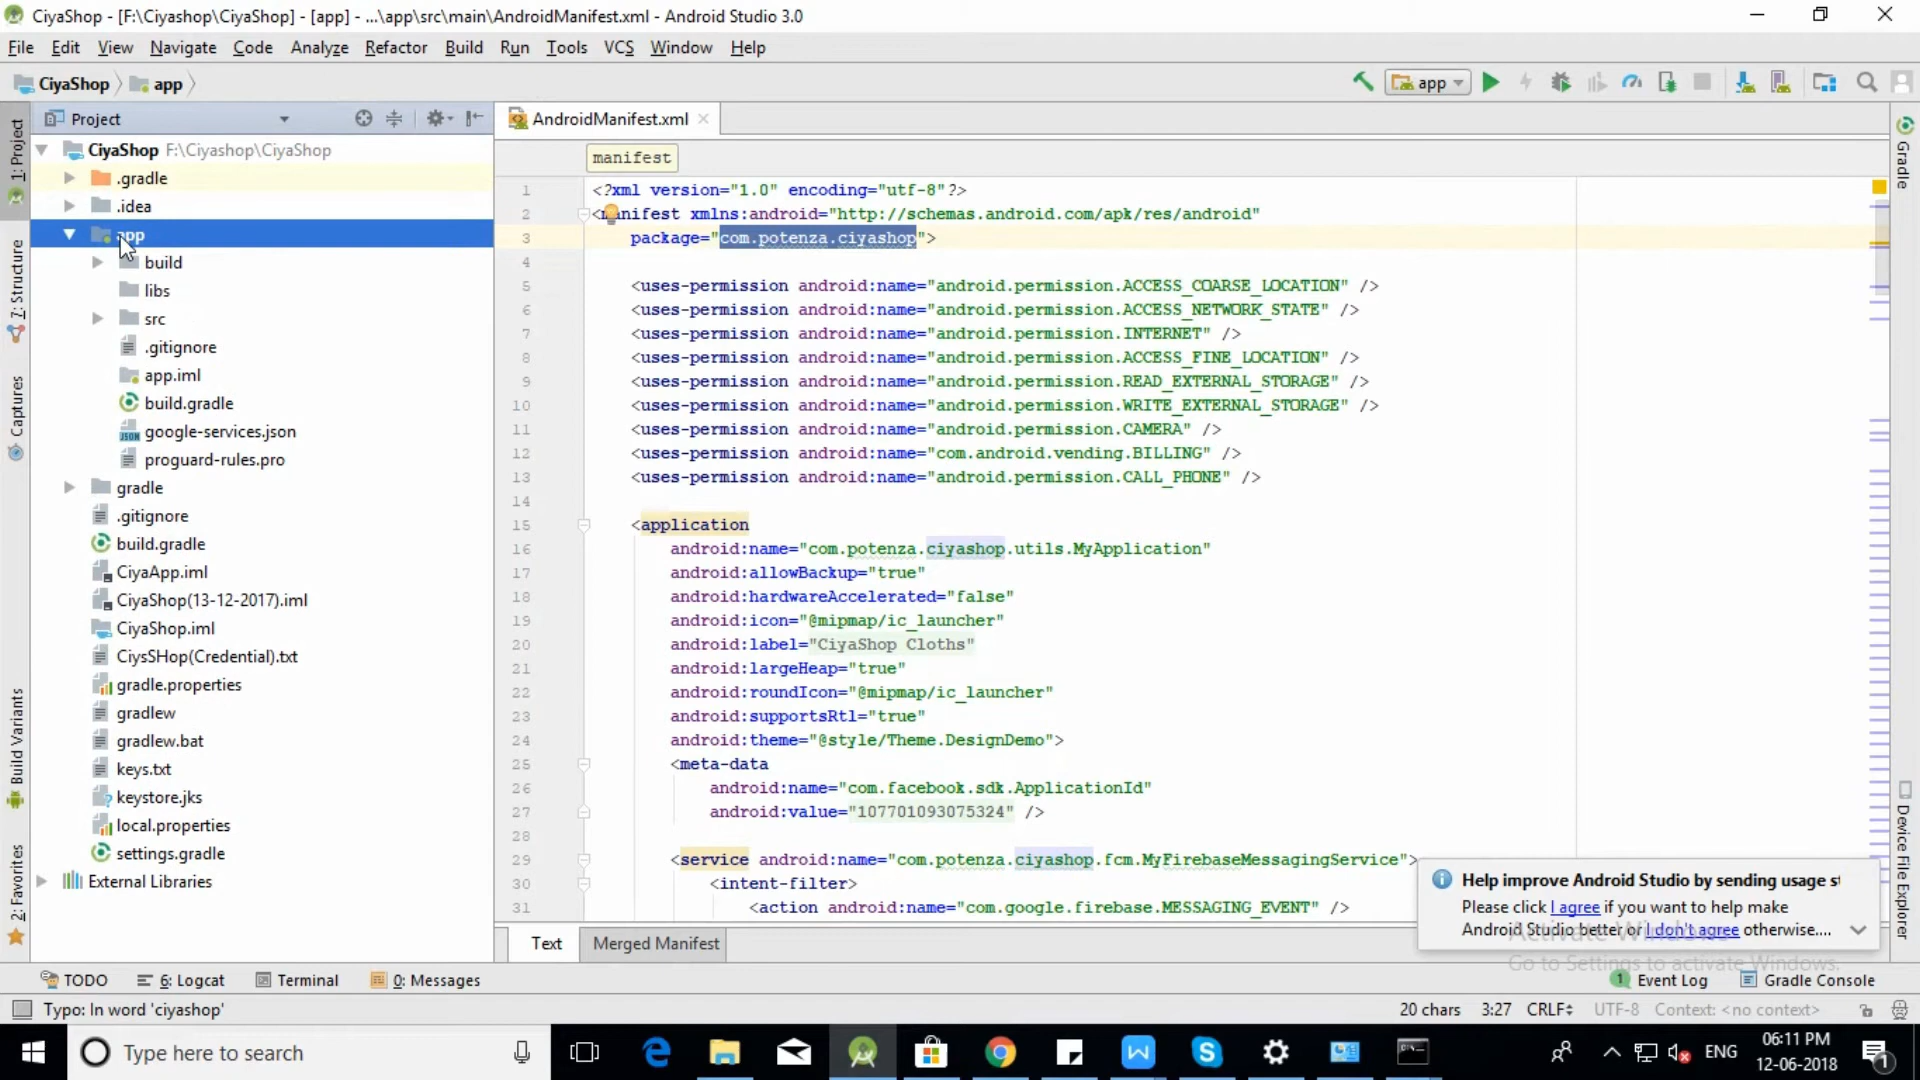 CiyaShop - [F:\Ciyashop\CiyaShop] - [app] - ...\app\src\main\AndroidManifest.xml - Android Studio 3.0
File Edit View Navigate Code Analyze Refactor Build Run Tools VCS Window Help
CiyaShop app
app
Project
AndroidManifest.xml
1: Project
7: Structure
Captures
Build Variants
2: Favorites
CiyaShop F:\Ciyashop\CiyaShop
.gradle
.idea
app
build
libs
src
.gitignore
app.iml
build.gradle
google-services.json
proguard-rules.pro
gradle
.gitignore
build.gradle
CiyaApp.iml
CiyaShop(13-12-2017).iml
CiyaShop.iml
CiysSHop(Credential).txt
gradle.properties
gradlew
gradlew.bat
keys.txt
keystore.jks
local.properties
settings.gradle
External Libraries
manifest
1 <?xml version="1.0" encoding="utf-8"?>
2 <manifest xmlns:android="http://schemas.android.com/apk/res/android"
3 package="com.potenza.ciyashop">
4
5 <uses-permission android:name="android.permission.ACCESS_COARSE_LOCATION" />
6 <uses-permission android:name="android.permission.ACCESS_NETWORK_STATE" />
7 <uses-permission android:name="android.permission.INTERNET" />
8 <uses-permission android:name="android.permission.ACCESS_FINE_LOCATION" />
9 <uses-permission android:name="android.permission.READ_EXTERNAL_STORAGE" />
10 <uses-permission android:name="android.permission.WRITE_EXTERNAL_STORAGE" />
11 <uses-permission android:name="android.permission.CAMERA" />
12 <uses-permission android:name="com.android.vending.BILLING" />
13 <uses-permission android:name="android.permission.CALL_PHONE" />
14
15 <application
16 android:name="com.potenza.ciyashop.utils.MyApplication"
17 android:allowBackup="true"
18 android:hardwareAccelerated="false"
19 android:icon="@mipmap/ic_launcher"
20 android:label="CiyaShop Cloths"
21 android:largeHeap="true"
22 android:roundIcon="@mipmap/ic_launcher"
23 android:supportsRtl="true"
24 android:theme="@style/Theme.DesignDemo">
25 <meta-data
26 android:name="com.facebook.sdk.ApplicationId"
27 android:value="107701093075324" />
28
29 <service android:name="com.potenza.ciyashop.fcm.MyFirebaseMessagingService">
30 <intent-filter>
31 <action android:name="com.google.firebase.MESSAGING_EVENT" />
Text Merged Manifest
Gradle
Device File Explorer
Help improve Android Studio by sending usage st
Please click I agree if you want to help make
Android Studio better or I don't agree otherwise....
Activate Windows
Go to Settings to activate Windows.
TODO 6: Logcat Terminal 0: Messages
1 Event Log Gradle Console
Typo: In word 'ciyashop'
20 chars 3:27 CRLF UTF-8 Context: <no context>
Type here to search
ENG
06:11 PM
12-06-2018
1